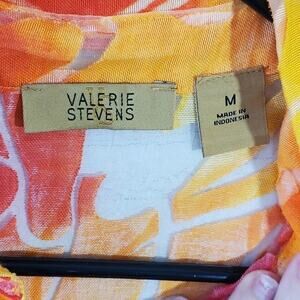 VALERIE
STEVENS
M
MADE IN
INDONESIA